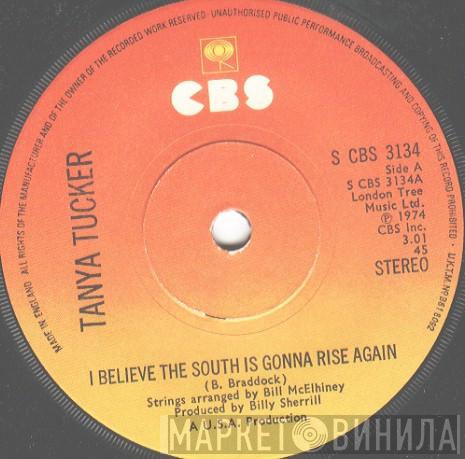 ALL RIGHTS OF THE MANUFACTURER AND OF THE OWNER OF THE RECORDED WORK RESERVED · UNAUTHORISED PUBLIC PERFORMANCE BROADCASTING AND COPYING OF THIS RECORD PROHIBITED · U.K.T.M Nº 861 8092
MADE IN ENGLAND
CBS
TANYA TUCKER
S CBS 3134
Side A
S CBS 3134A
London Tree
Music Ltd.
℗ 1974
CBS Inc.
3.01
45
STEREO
I BELIEVE THE SOUTH IS GONNA RISE AGAIN
(B. Braddock)
Strings arranged by Bill McElhiney
Produced by Billy Sherrill
A U.S.A. Production
МАРКЕТ ВИНИЛА